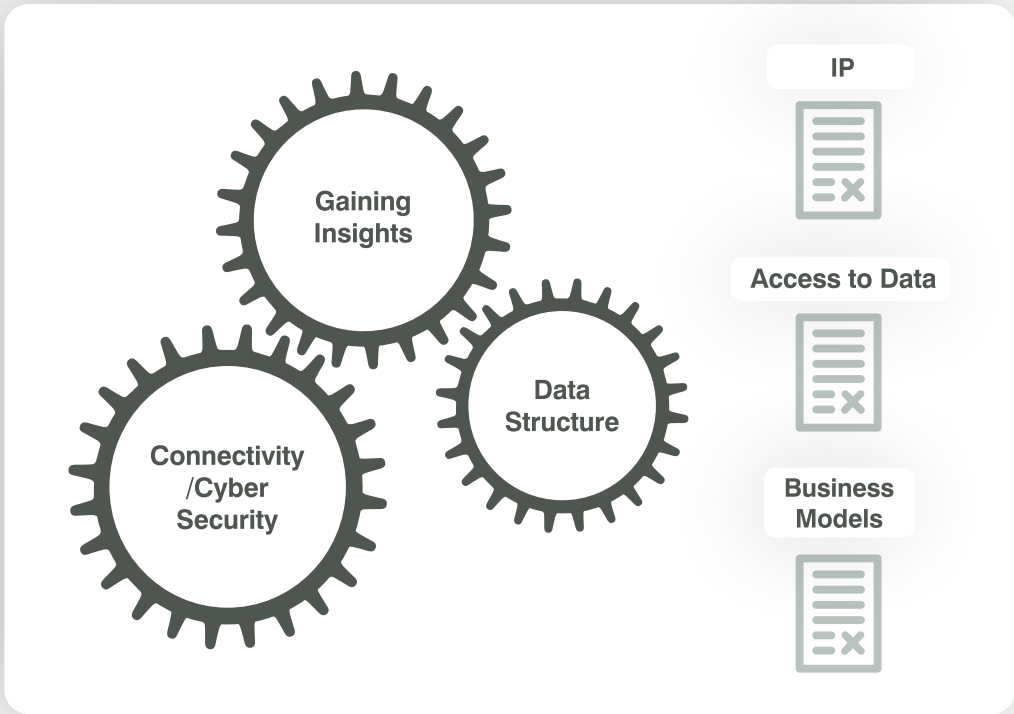 Gaining
Insights
Data
Structure
Connectivity
/Cyber
Security
IP
Access to Data
Business
Models